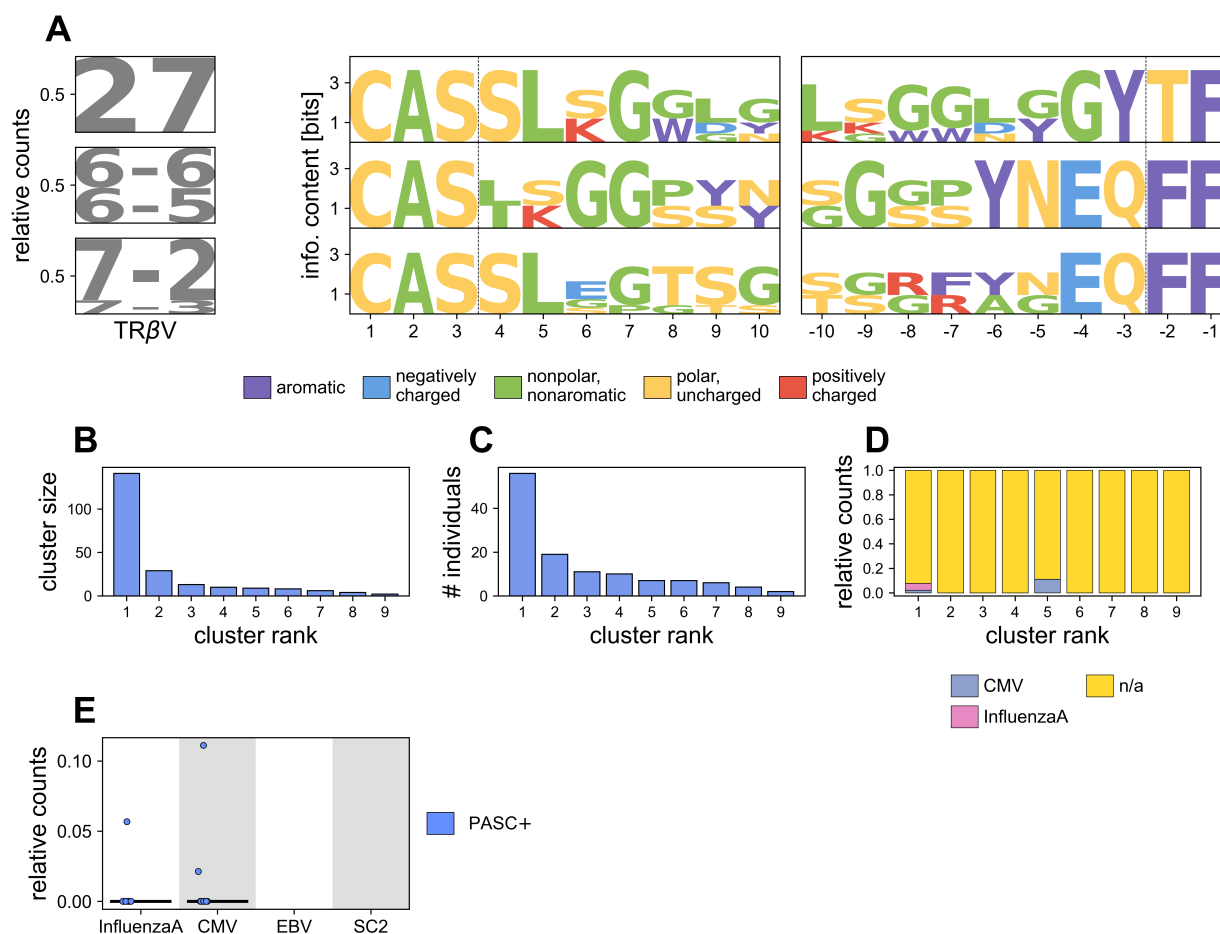 A
relative counts
0.5
27
0.5
6-6
6-5
0.5
7-2
7-3
TRβV
info. content [bits]
3
1
CASSLSGGLG
KWDY
GN
3
1
CASLSGGPYN
TKSSY
3
1
CASSLEGTSG
GPGTS
S
1 2 3 4 5 6 7 8 9 10
LSGGLGGYTF
KKWWDY
GN
SGGPYNEQFF
GSS
SGRFYNEQFF
TSGRAG
-10 -9 -8 -7 -6 -5 -4 -3 -2 -1
aromatic
negatively
charged
nonpolar,
nonaromatic
polar,
uncharged
positively
charged
B
cluster size
100
50
0
1 2 3 4 5 6 7 8 9
cluster rank
C
# individuals
40
20
0
1 2 3 4 5 6 7 8 9
cluster rank
D
relative counts
1.0
0.8
0.6
0.4
0.2
0.0
1 2 3 4 5 6 7 8 9
cluster rank
CMV
n/a
InfluenzaA
E
relative counts
0.10
0.05
0.00
InfluenzaA CMV EBV SC2
PASC+